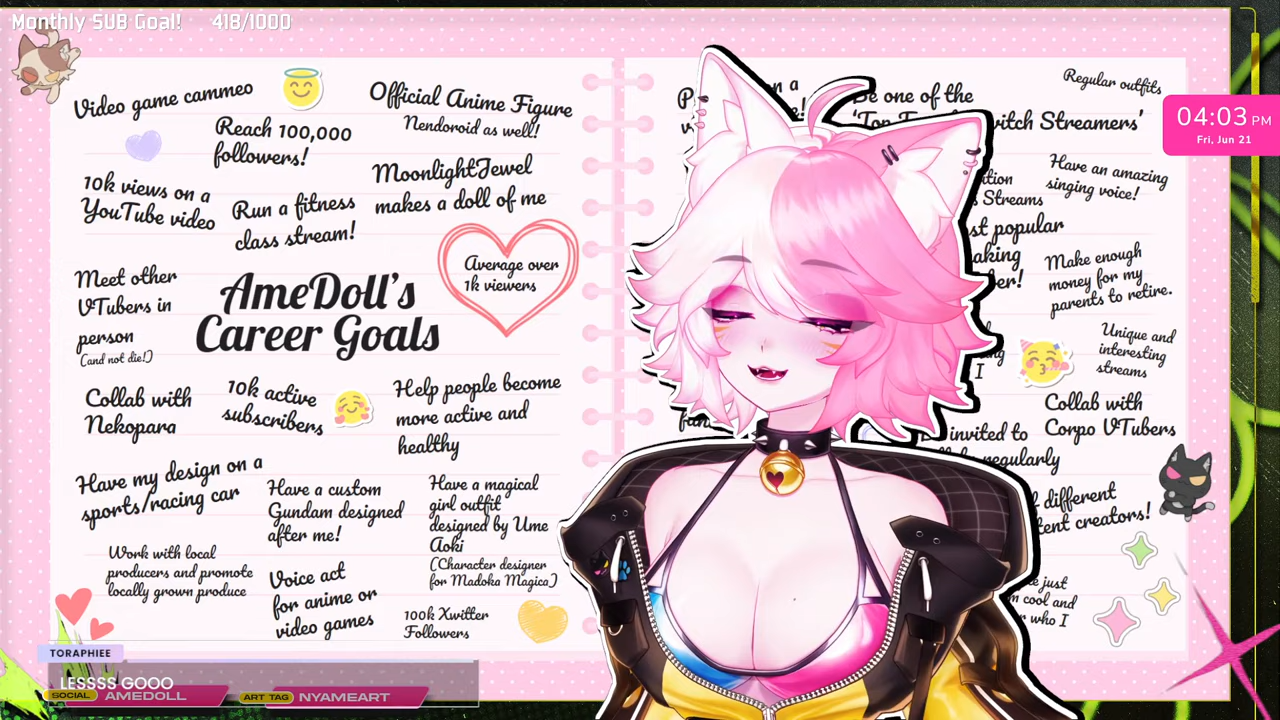 Monthly SUB Goal! 418/1000
Video game cammeo
Reach 100,000
followers!
Official Anime Figure
Nendoroid as well!
10k views on a
YouTube video
Run a fitness
class stream!
MoonlightJewel
makes a doll of me
Average over
1k viewers
Meet other
VTubers in
person
(and not die!)
AmeDoll's
Career Goals
Collab with
Nekopara
10k active
subscribers
Help people become
more active and
healthy
Have my design on a
sports/racing car
Have a custom
Gundam designed
after me!
Have a magical
girl outfit
designed by Ume
Aoki
(Character designer
for Madoka Magica)
Work with local
producers and promote
locally grown produce
Voice act
for anime or
video games
100k Xwitter
Followers
on a
Be one of the
Regular outfits
04:03 PM
Fri, Jun 21
Streamers'
Have an amazing
singing voice!
Streams
popular
Make enough
money for my
parents to retire.
Unique and
interesting
streams
I
Collab with
Corpo VTubers
invited to
regularly
different
creators!
just
cool and
who I
TORAPHIEE
LESSSS GOOO
SOCIAL AMEDOLL
ART TAG NYAMEART